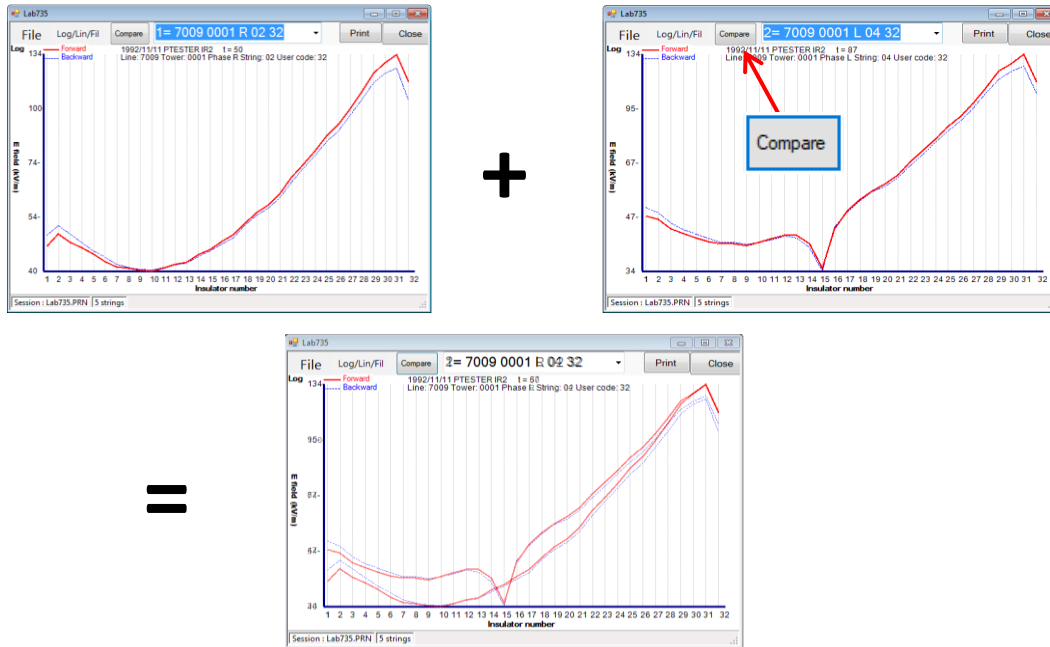 Lab735
File Log/Lin/Fil Compare 1= 7009 0001 R 02 32 Print Close
Log Forward 1992/11/11 PTESTER IR2 t = 50
Backward Line: 7009 Tower: 0001 Phase R String: 02 User code: 32
134
100
74-
54
40
E field (kV/m)
1 2 3 4 5 6 7 8 9 10 11 12 13 14 15 16 17 18 19 20 21 22 23 24 25 26 27 28 29 30 31 32
Insulator number
Session : Lab735.PRN 5 strings
+
Lab735
File Log/Lin/Fil Compare 2= 7009 0001 L 04 32 Print Close
Log Forward 1992/11/11 PTESTER IR2 t = 87
Backward Line: 7009 Tower: 0001 Phase L String: 04 User code: 32
Compare
134
95-
67-
47-
34
E field (kV/m)
1 2 3 4 5 6 7 8 9 10 11 12 13 14 15 16 17 18 19 20 21 22 23 24 25 26 27 28 29 30 31 32
Insulator number
Session : Lab735.PRN 5 strings
=
Lab735
File Log/Lin/Fil Compare = 7009 0001 32 Print Close
Log Forward 1992/11/11 PTESTER IR2 t =
Backward Line: 7009 Tower: 0001 Phase String: User code: 32
134
E field (kV/m)
1 2 3 4 5 6 7 8 9 10 11 12 13 14 15 16 17 18 19 20 21 22 23 24 25 26 27 28 29 30 31 32
Insulator number
Session : Lab735.PRN 5 strings